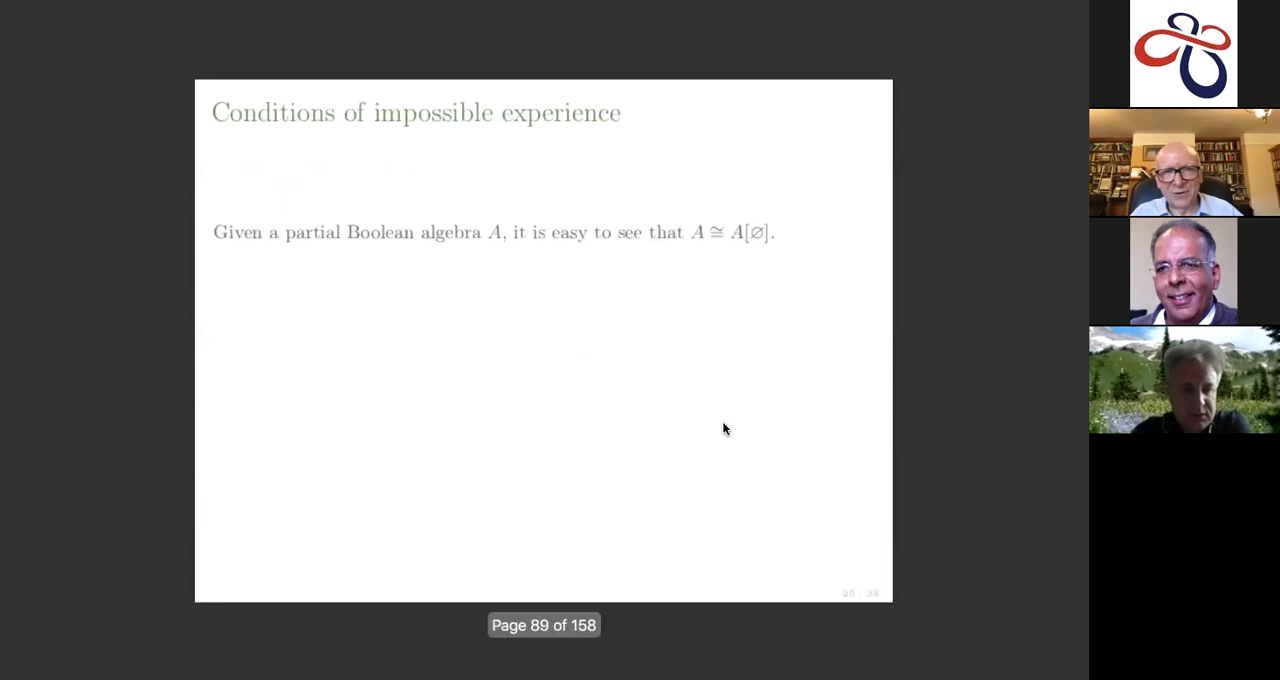 Conditions of impossible experience
Given a partial Boolean algebra A, it is easy to see that A ≅ A[∅].
Page 89 of 158